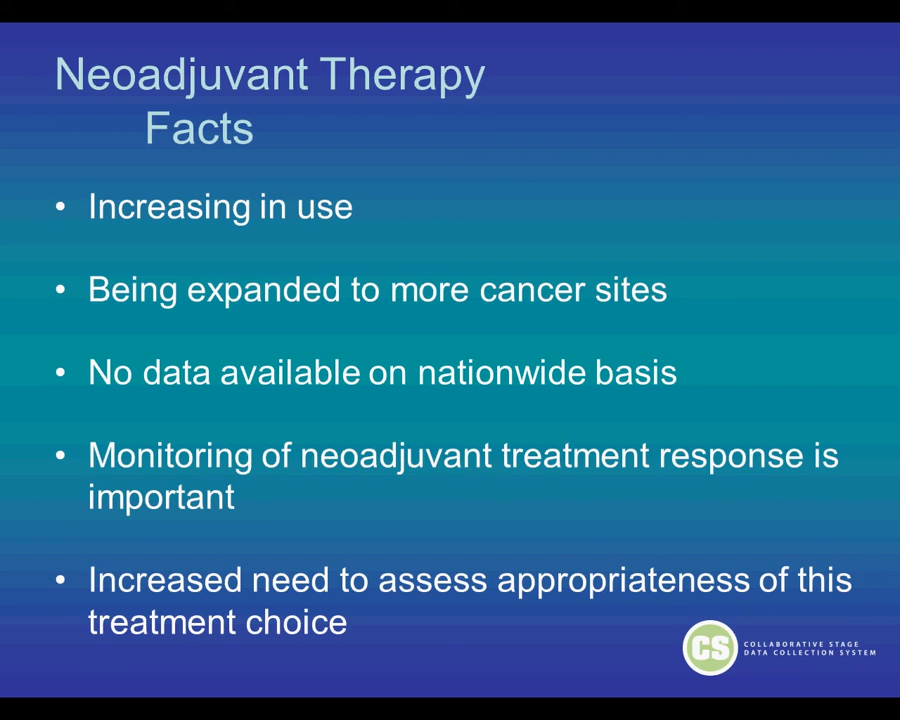 Neoadjuvant Therapy
Facts
• Increasing in use
• Being expanded to more cancer sites
• No data available on nationwide basis
• Monitoring of neoadjuvant treatment response is
important
• Increased need to assess appropriateness of this
treatment choice
CS
COLLABORATIVE STAGE
DATA COLLECTION SYSTEM